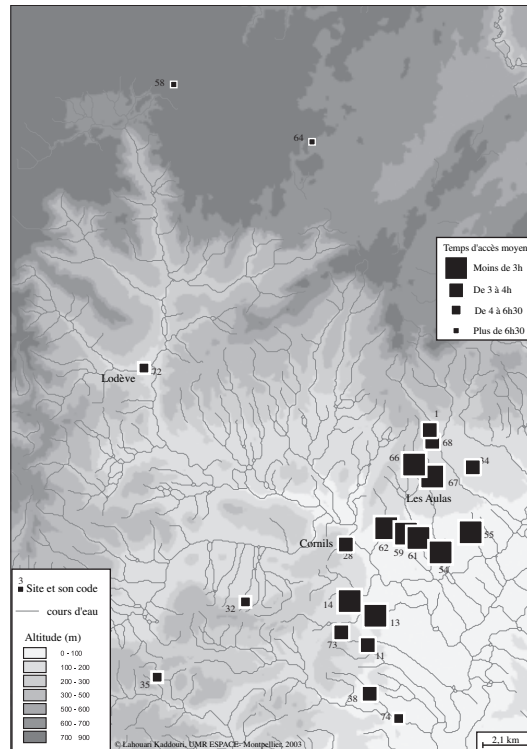 58
64
Temps d'accès moyen
Moins de 3h
De 3 à 4h
De 4 à 6h30
Plus de 6h30
Lodève
1
68
66
67
Les Aulas
Cornils
28
62
59
61
54
55
3
Site et son code
cours d'eau
Altitude (m)
0 - 100
100 - 200
200 - 300
300 - 400
400 - 500
500 - 600
600 - 700
700 900
32
14
13
73
11
35
38
74
© Lahouari Kaddouri, UMR ESPACE- Montpellier, 2003
2,1 km